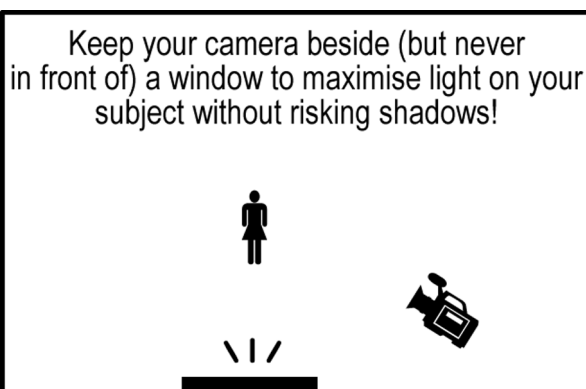 Keep your camera beside (but never
in front of) a window to maximise light on your
subject without risking shadows!